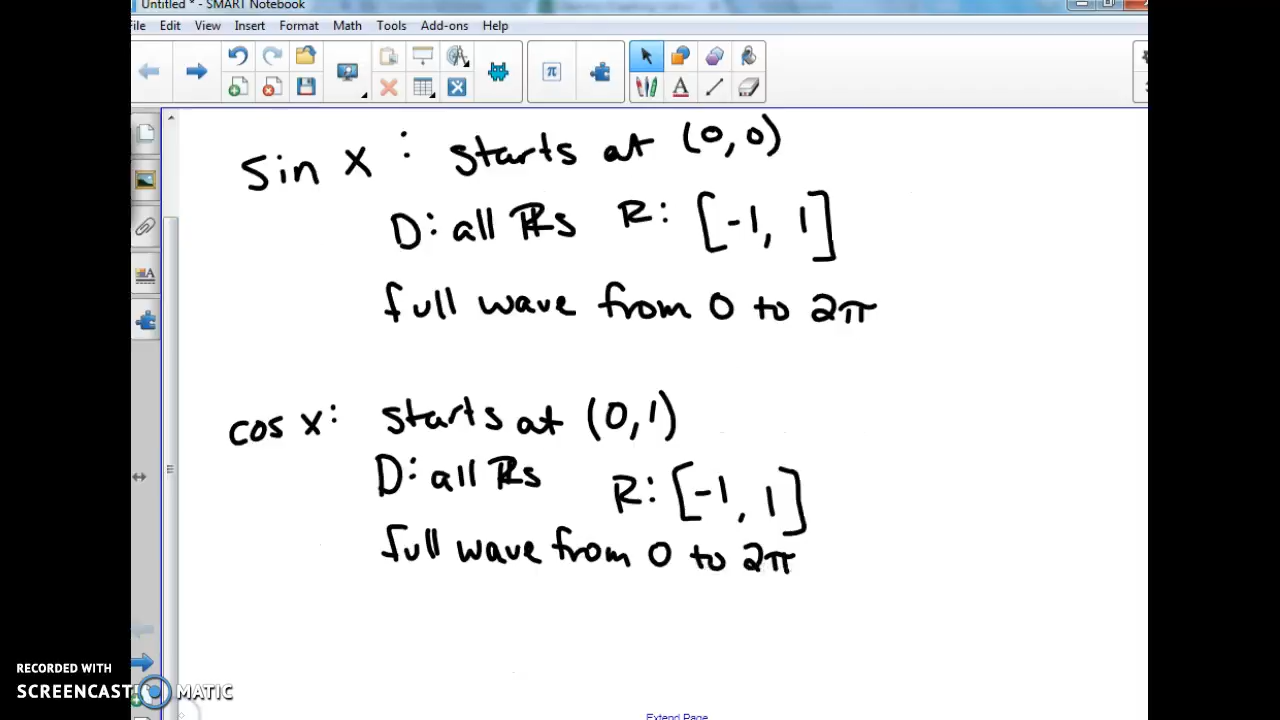 Untitled * - SMART Notebook
File Edit View Insert Format Math Tools Add-ons Help
π
A
sin x : starts at (0,0)
D: all ℝs R: [-1, 1]
full wave from 0 to 2π
cos x: starts at (0,1)
D: all ℝs R: [-1, 1]
full wave from 0 to 2π
RECORDED WITH
SCREENCAST MATIC
Extend Page